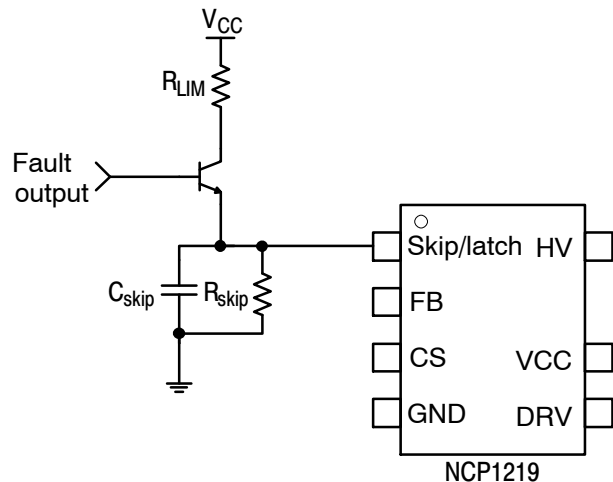 VCC
RLIM
Fault
output
Cskip
Rskip
Skip/latch
HV
FB
CS
VCC
GND
DRV
NCP1219